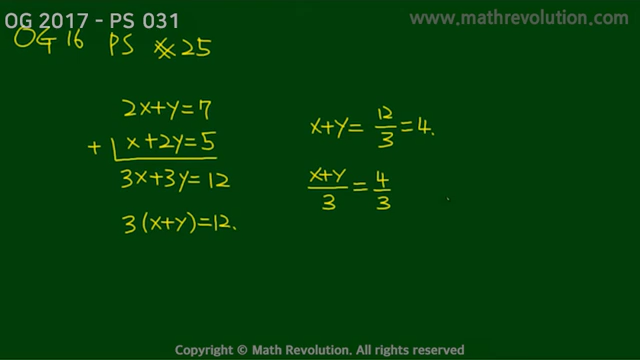 OG 2017 - PS 031
www.mathrevolution.com
OG 16 PS 25
2x+y=7
+ x+2y=5
3x+3y=12
3(x+y)=12.
x+y= 12/3 =4.
x+y/3 = 4/3
Copyright © Math Revolution. All rights reserved